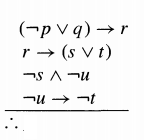 (¬p ∨ q) → r
r → (s ∨ t)
¬s ∧ ¬u
¬u → ¬t
∴